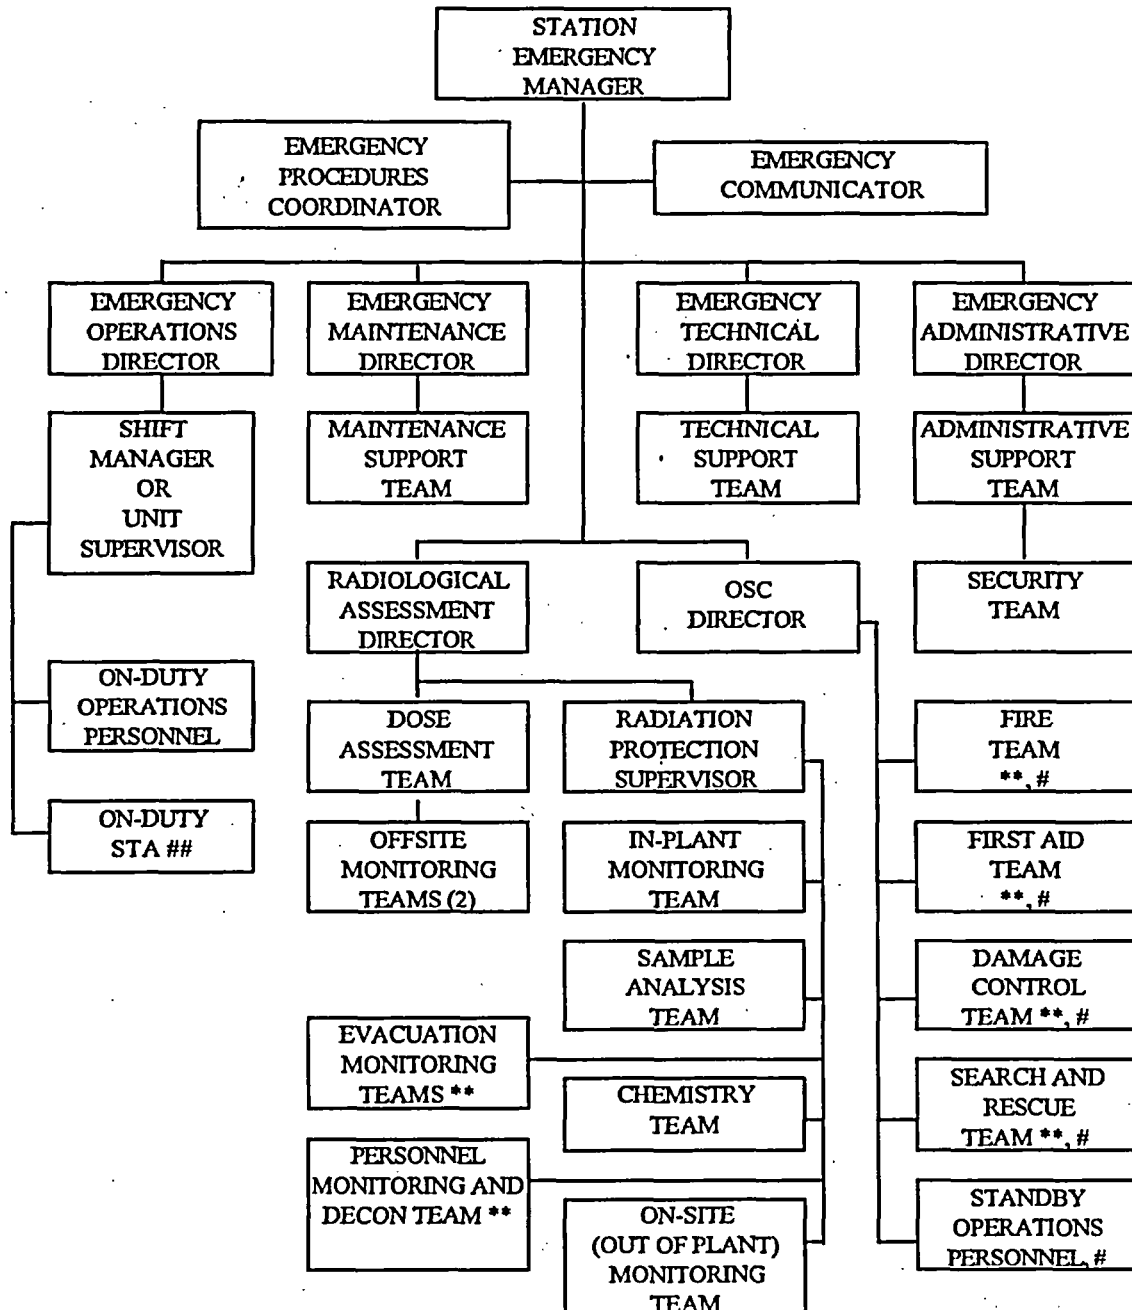 STATION
EMERGENCY
MANAGER
EMERGENCY
PROCEDURES
COORDINATOR
EMERGENCY
COMMUNICATOR
EMERGENCY
OPERATIONS
DIRECTOR
EMERGENCY
MAINTENANCE
DIRECTOR
EMERGENCY
TECHNICAL
DIRECTOR
EMERGENCY
ADMINISTRATIVE
DIRECTOR
SHIFT
MANAGER
OR
UNIT
SUPERVISOR
MAINTENANCE
SUPPORT
TEAM
TECHNICAL
SUPPORT
TEAM
ADMINISTRATIVE
SUPPORT
TEAM
RADIOLOGICAL
ASSESSMENT
DIRECTOR
OSC
DIRECTOR
SECURITY
TEAM
ON-DUTY
OPERATIONS
PERSONNEL
DOSE
ASSESSMENT
TEAM
RADIATION
PROTECTION
SUPERVISOR
FIRE
TEAM
**, #
ON-DUTY
STA ##
OFFSITE
MONITORING
TEAMS (2)
IN-PLANT
MONITORING
TEAM
FIRST AID
TEAM
**, #
SAMPLE
ANALYSIS
TEAM
DAMAGE
CONTROL
TEAM **, #
EVACUATION
MONITORING
TEAMS **
CHEMISTRY
TEAM
SEARCH AND
RESCUE
TEAM **, #
PERSONNEL
MONITORING AND
DECON TEAM **
ON-SITE
(OUT OF PLANT)
MONITORING
TEAM
STANDBY
OPERATIONS
PERSONNEL, #